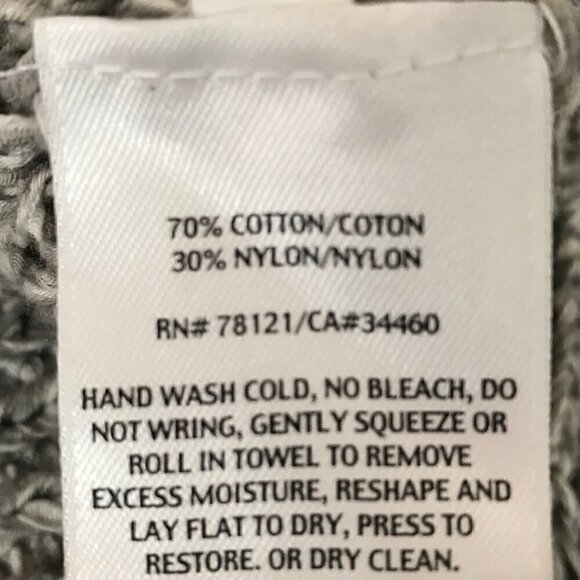 70% COTTON/COTON
30% NYLON/NYLON
RN# 78121/CA#34460
HAND WASH COLD, NO BLEACH, DO
NOT WRING, GENTLY SQUEEZE OR
ROLL IN TOWEL TO REMOVE
EXCESS MOISTURE, RESHAPE AND
LAY FLAT TO DRY, PRESS TO
RESTORE. OR DRY CLEAN.